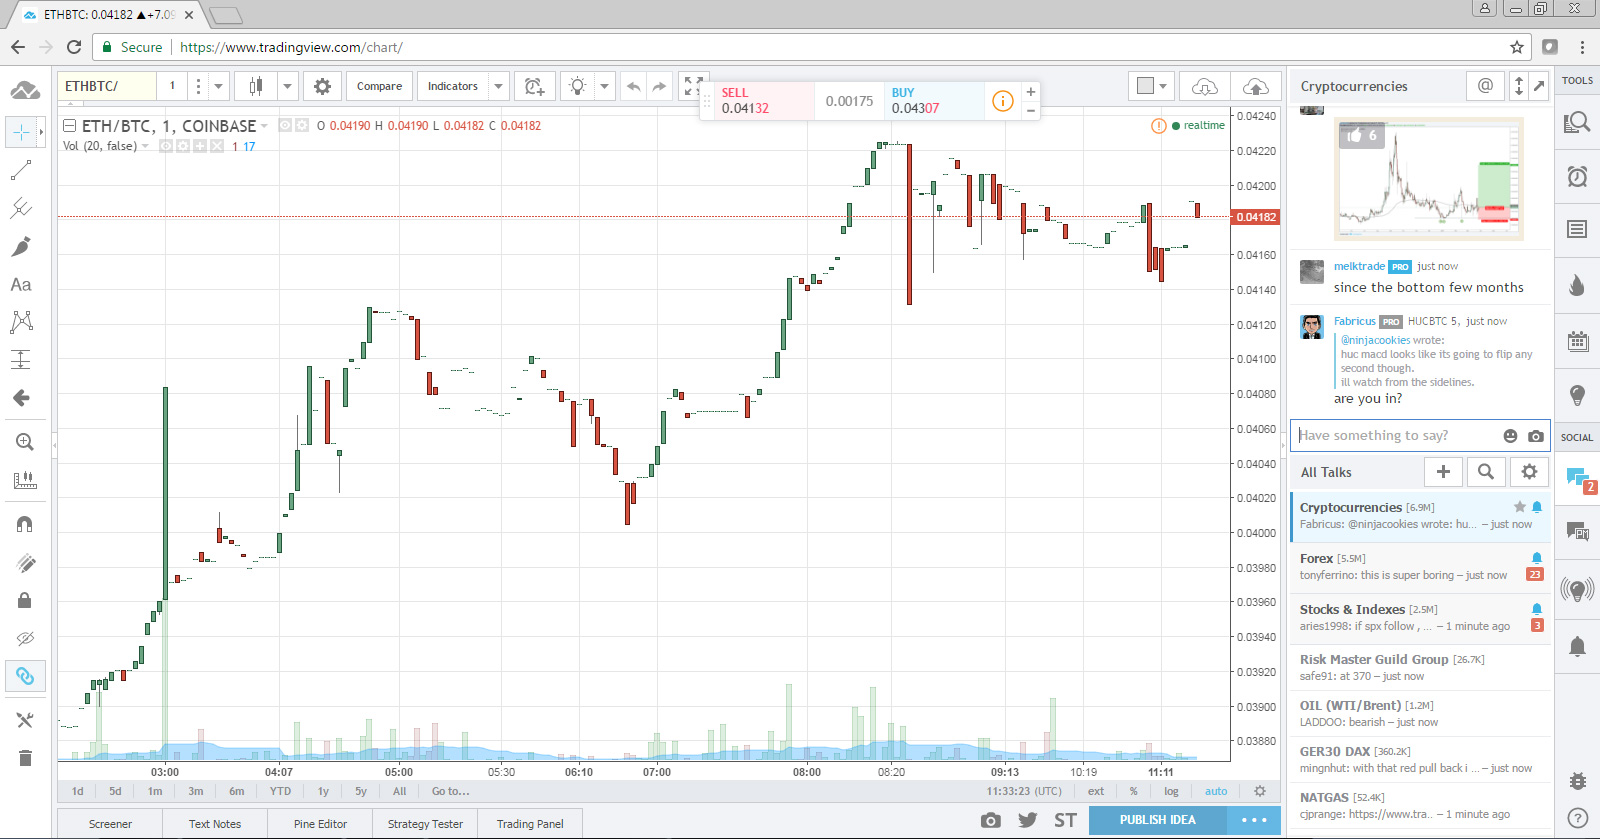 ETHBTC: 0.04182 ▲+7.09
Secure https://www.tradingview.com/chart/
ETHBTC/ 1 Compare Indicators
SELL 0.04132
0.00175
BUY 0.04307
ETH/BTC, 1, COINBASE O 0.04190 H 0.04190 L 0.04182 C 0.04182
realtime
Vol (20, false) 1 17
Aa
0.04240
0.04220
0.04200
0.04182
0.04160
0.04140
0.04120
0.04100
0.04080
0.04060
0.04040
0.04020
0.04000
0.03980
0.03960
0.03940
0.03920
0.03900
0.03880
03:00 04:07 05:00 05:30 06:10 07:00 08:00 08:20 09:13 10:19 11:11
1d 5d 1m 3m 6m YTD 1y 5y All Go to... 11:33:23 (UTC) ext % log auto
Screener Text Notes Pine Editor Strategy Tester Trading Panel ST PUBLISH IDEA
Cryptocurrencies @
6
melktrade PRO just now
since the bottom few months
Fabricus PRO HUCBTC 5, just now
@ninjacookies wrote:
huc macd looks like its going to flip any
second though.
ill watch from the sidelines.
are you in?
Have something to say?
All Talks
Cryptocurrencies [6.9M]
Fabricus: @ninjacookies wrote: hu... – just now
Forex [5.5M]
tonyferrino: this is super boring – just now 23
Stocks & Indexes [2.5M]
aries1998: if spx follow , ... – 1 minute ago 3
Risk Master Guild Group [26.7K]
safe91: at 370 – just now
OIL (WTI/Brent) [1.2M]
LADDOO: bearish – just now
GER30 DAX [360.2K]
mingnhut: with that red pull back i ... – just now
NATGAS [52.4K]
cjprange: https://www.tra.. – 1 minute ago
TOOLS
SOCIAL
2